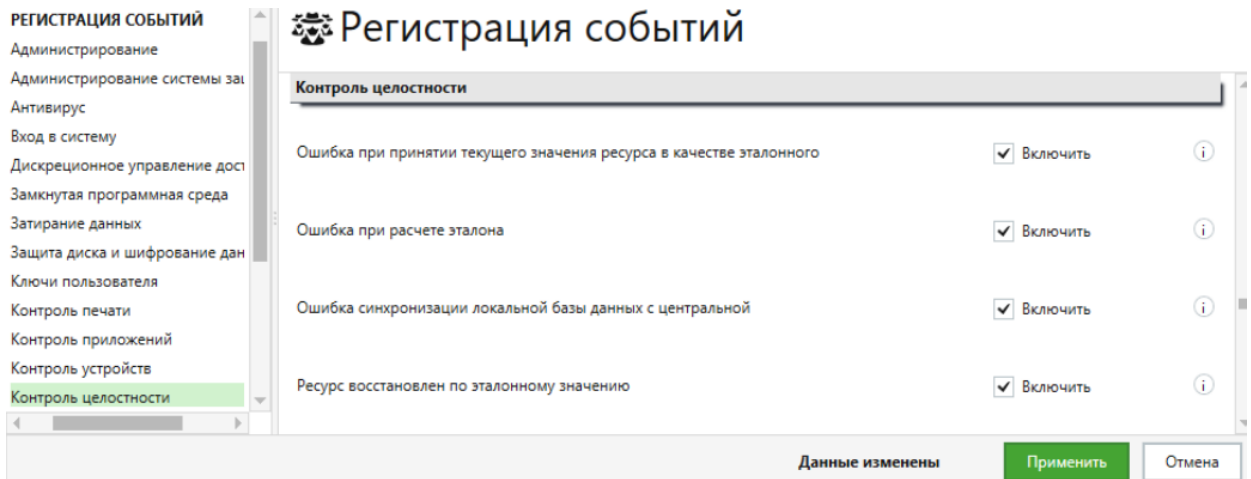 РЕГИСТРАЦИЯ СОБЫТИЙ
Администрирование
Администрирование системы
Антивирус
Вход в систему
Дискреционное управление
Замкнутая программная среда
Затирание данных
Защита диска и шифрование
Ключи пользователя
Контроль печати
Контроль приложений
Контроль устройств
Контроль целостности
Регистрация событий
Контроль целостности
Ошибка при принятии текущего значения ресурса в качестве эталонного Включить
Ошибка при расчете эталона Включить
Ошибка синхронизации локальной базы данных с центральной Включить
Ресурс восстановлен по эталонному значению Включить
Данные изменены Применить Отмена